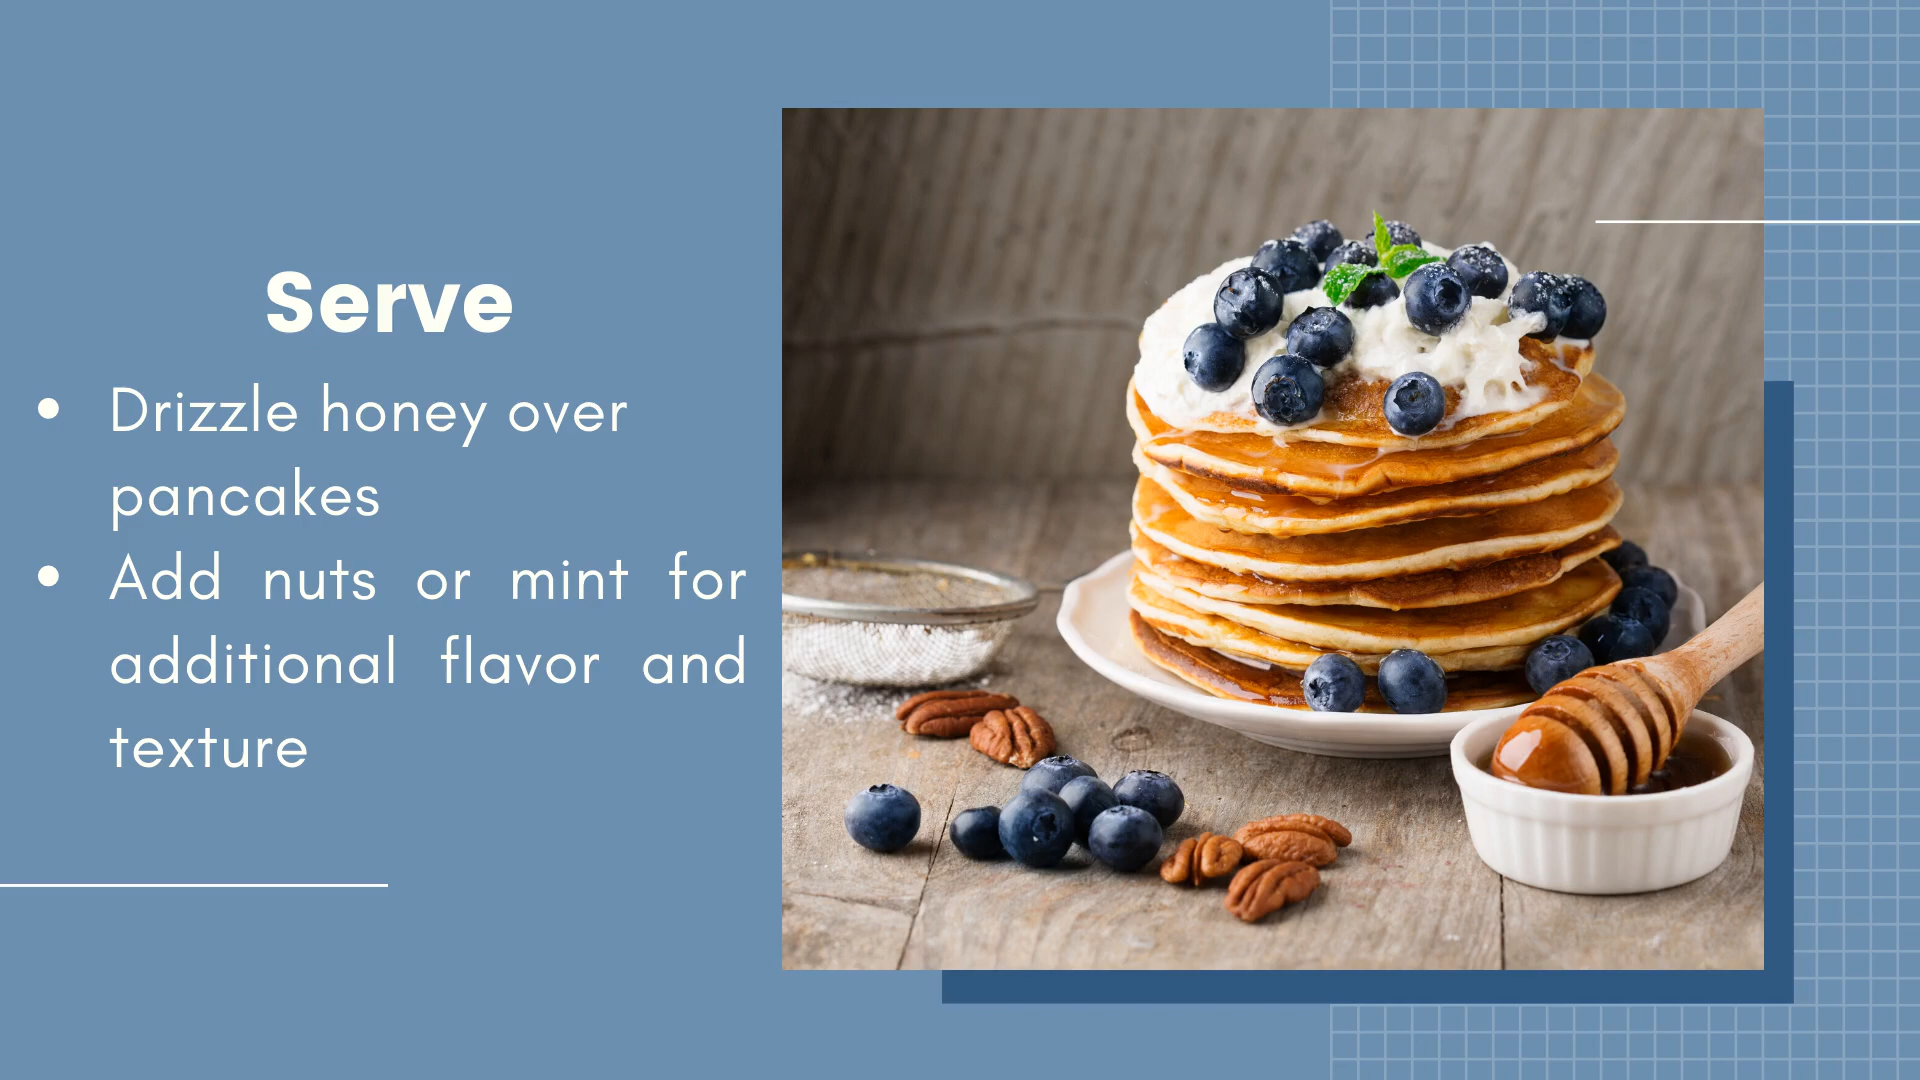 Serve
• Drizzle honey over
pancakes
• Add nuts or mint for
additional flavor and
texture